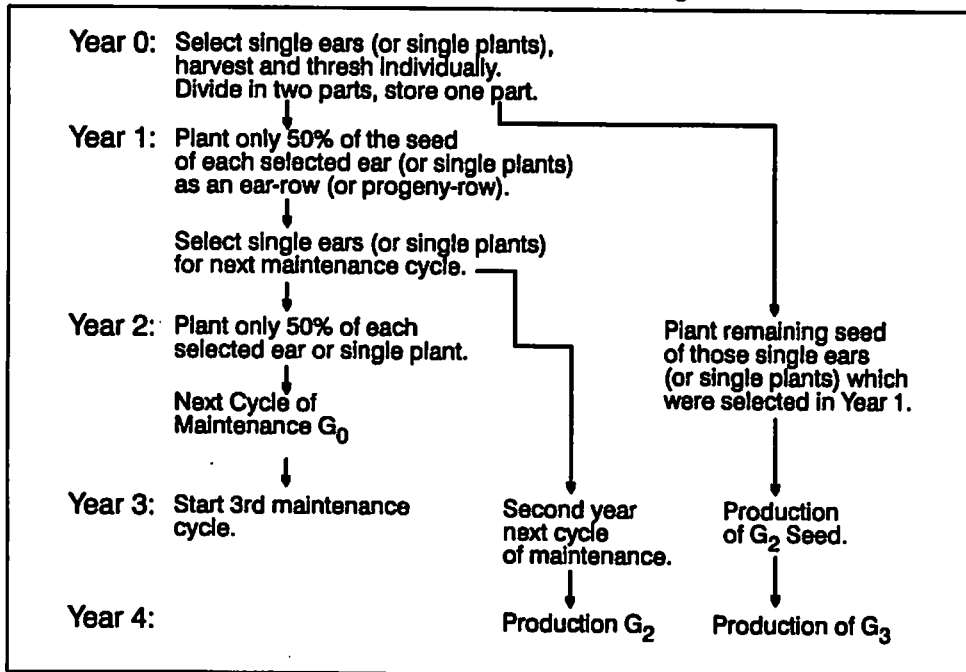 Year 0: Select single ears (or single plants),
harvest and thresh individually.
Divide in two parts, store one part.
Year 1: Plant only 50% of the seed
of each selected ear (or single plants)
as an ear-row (or progeny-row).
Select single ears (or single plants)
for next maintenance cycle.
Year 2: Plant only 50% of each
selected ear or single plant.
Next Cycle of
Maintenance G0
Plant remaining seed
of those single ears
(or single plants) which
were selected in Year 1.
Year 3: Start 3rd maintenance
cycle.
Second year
next cycle
of maintenance.
Production
of G2 Seed.
Year 4:
Production G2
Production of G3